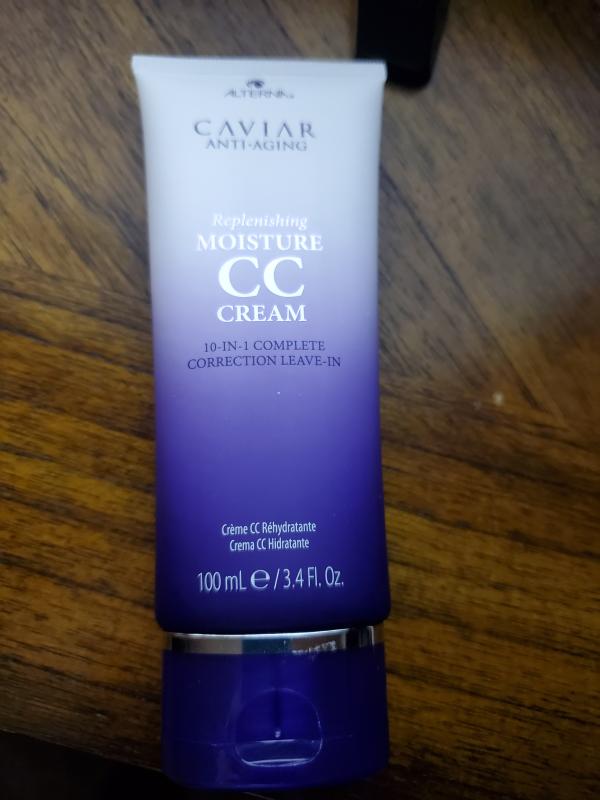 ALTERNA
CAVIAR
ANTI-AGING
Replenishing
MOISTURE
CC
CREAM
10-IN-1 COMPLETE
CORRECTION LEAVE-IN
Crème CC Réhydratante
Crema CC Hidratante
100 mL ℮ / 3.4 Fl. Oz.